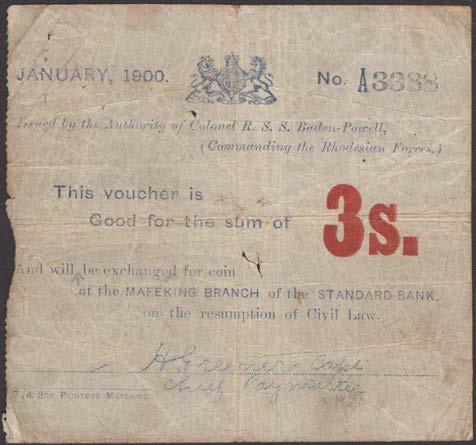 JANUARY, 1900. No. A3388
Issued by the Authority of Colonel R. S. S. Baden-Powell,
(Commanding the Rhodesian Forces.)
This voucher is
Good for the sum of 3s.
And will be exchanged for coin
at the MAFEKING BRANCH of the STANDARD BANK.
on the resumption of Civil Law.
H Greener Capt
Chief Paymaster
& SON PRINTERS MAFEKING.